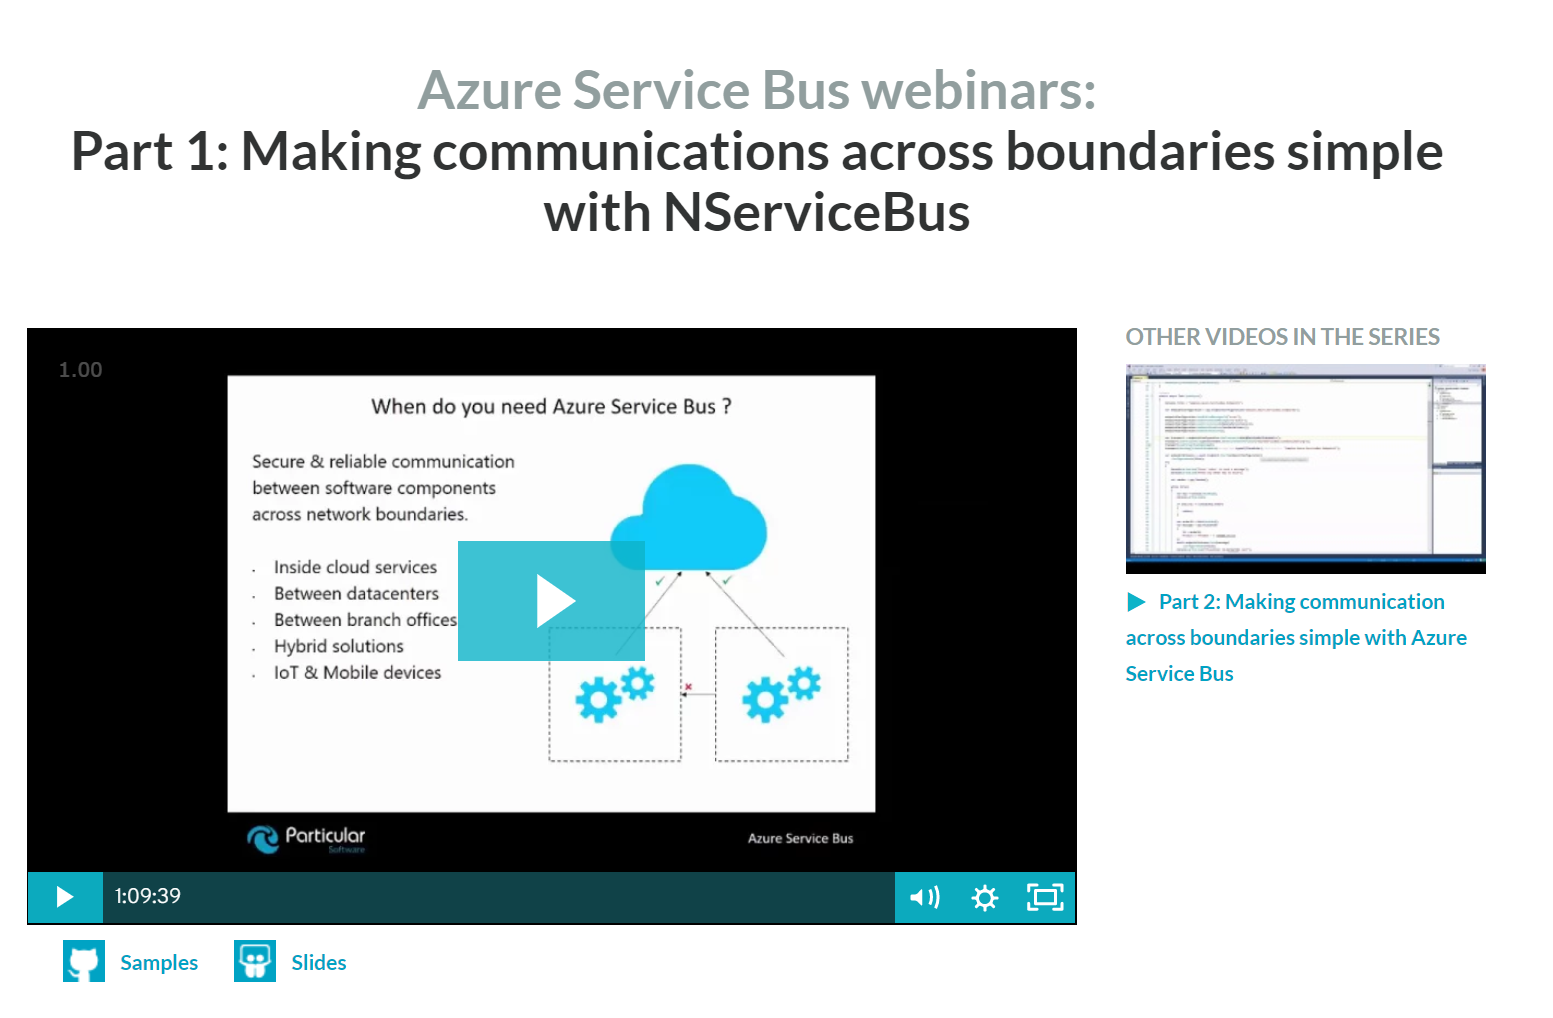 Azure Service Bus webinars:
Part 1: Making communications across boundaries simple
with NServiceBus
1.00
When do you need Azure Service Bus ?
Secure & reliable communication
between software components
across network boundaries.
. Inside cloud services
. Between datacenters
. Between branch offices
. Hybrid solutions
. IoT & Mobile devices
Particular
Software
Azure Service Bus
1:09:39
Samples
Slides
OTHER VIDEOS IN THE SERIES
Part 2: Making communication
across boundaries simple with Azure
Service Bus